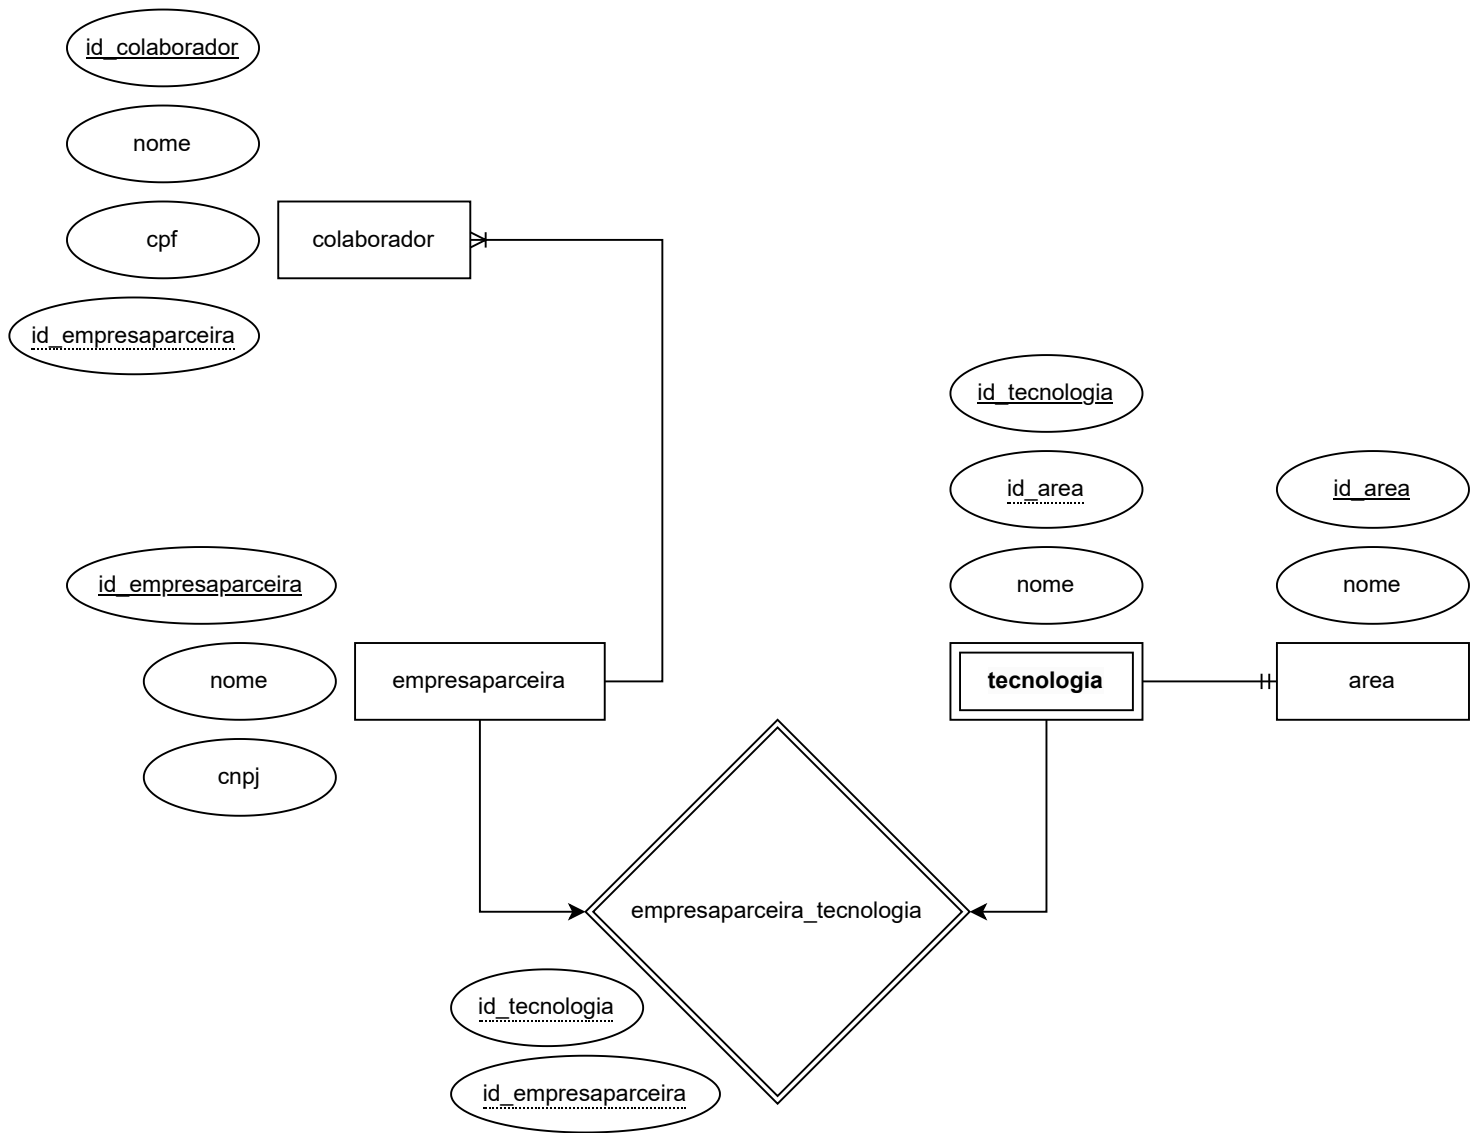 id_colaborador
nome
cpf
colaborador
id_empresaparceira
id_tecnologia
id_area
id_area
id_empresaparceira
nome
nome
nome
empresaparceira
tecnologia
area
cnpj
empresaparceira_tecnologia
id_tecnologia
id_empresaparceira